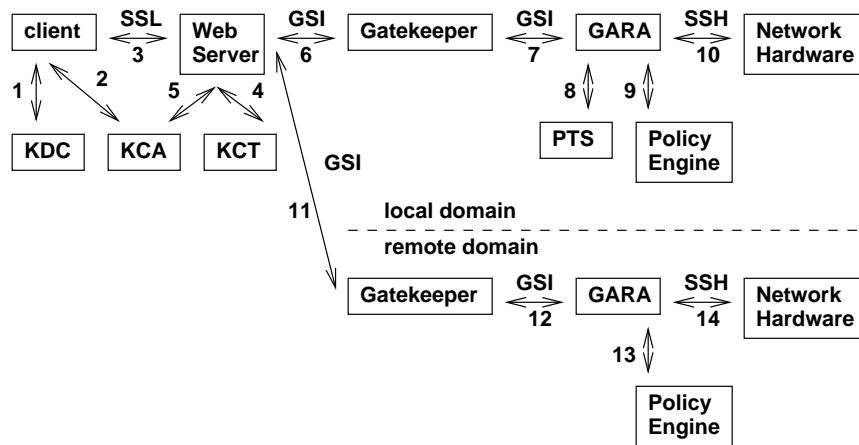 SSL
GSI
GSI
SSH
client
Web
Server
Gatekeeper
GARA
Network
Hardware
3
6
7
10
1
2
5
4
8
9
KDC
KCA
KCT
PTS
Policy
Engine
GSI
11
local domain
remote domain
GSI
SSH
Gatekeeper
GARA
Network
Hardware
12
14
13
Policy
Engine